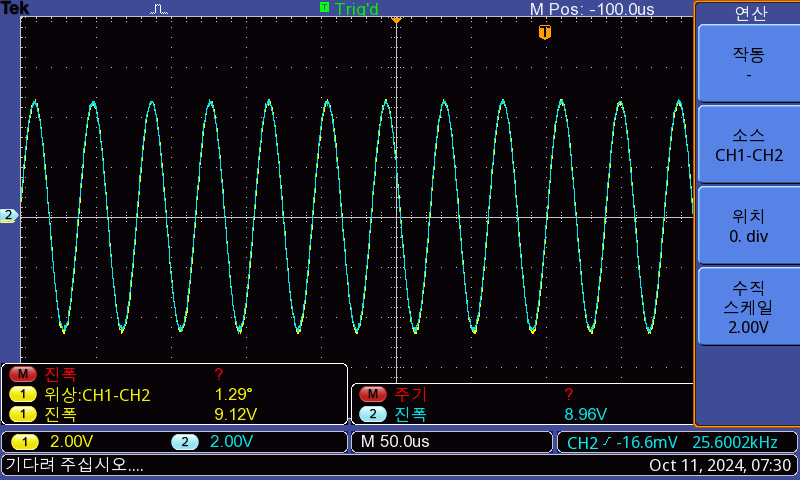 Tek T Trig'd M Pos: -100.0us
T
연산
작동
-
소스
CH1-CH2
위치
0. div
수직
스케일
2.00V
2
M 진폭 ?
1 위상:CH1-CH2 1.29°
1 진폭 9.12V
M 주기 ?
2 진폭 8.96V
1 2.00V 2 2.00V M 50.0us CH2 -16.6mV 25.6002kHz
기다려 주십시오.... Oct 11, 2024, 07:30